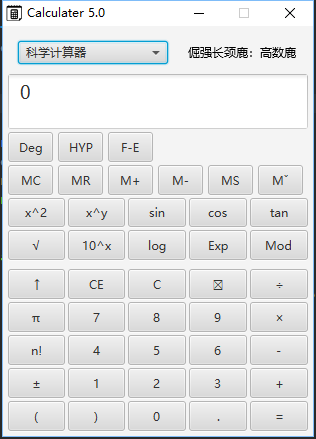 Calculater 5.0
科学计算器 倔强长颈鹿：高数鹿
0
Deg HYP F-E
MC MR M+ M- MS Mˇ
x^2 x^y sin cos tan
√ 10^x log Exp Mod
↑ CE C ⌧ ÷
π 7 8 9 ×
n! 4 5 6 -
± 1 2 3 +
( ) 0 . =